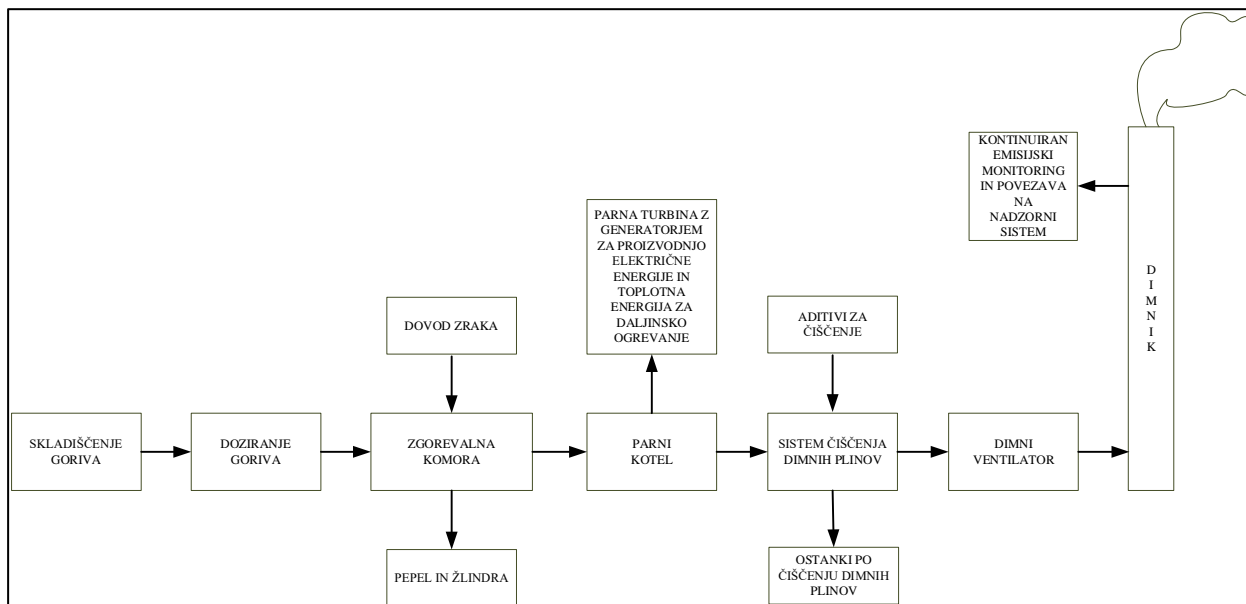 KONTINUIRAN
EMISIJSKI
MONITORING
IN POVEZAVA
NA
NADZORNI
SISTEM
PARNA TURBINA Z
GENERATORJEM
ZA PROIZVODNJO
ELEKTRIČNE
ENERGIJE IN
TOPLOTNA
ENERGIJA ZA
DALJINSKO
OGREVANJE
DOVOD ZRAKA
ADITIVI ZA
ČIŠČENJE
D
I
M
N
I
K
SKLADIŠČENJE
GORIVA
DOZIRANJE
GORIVA
ZGOREVALNA
KOMORA
PARNI
KOTEL
SISTEM ČIŠČENJA
DIMNIH PLINOV
DIMNI
VENTILATOR
PEPEL IN ŽLINDRA
OSTANKI PO
ČIŠČENJU DIMNIH
PLINOV